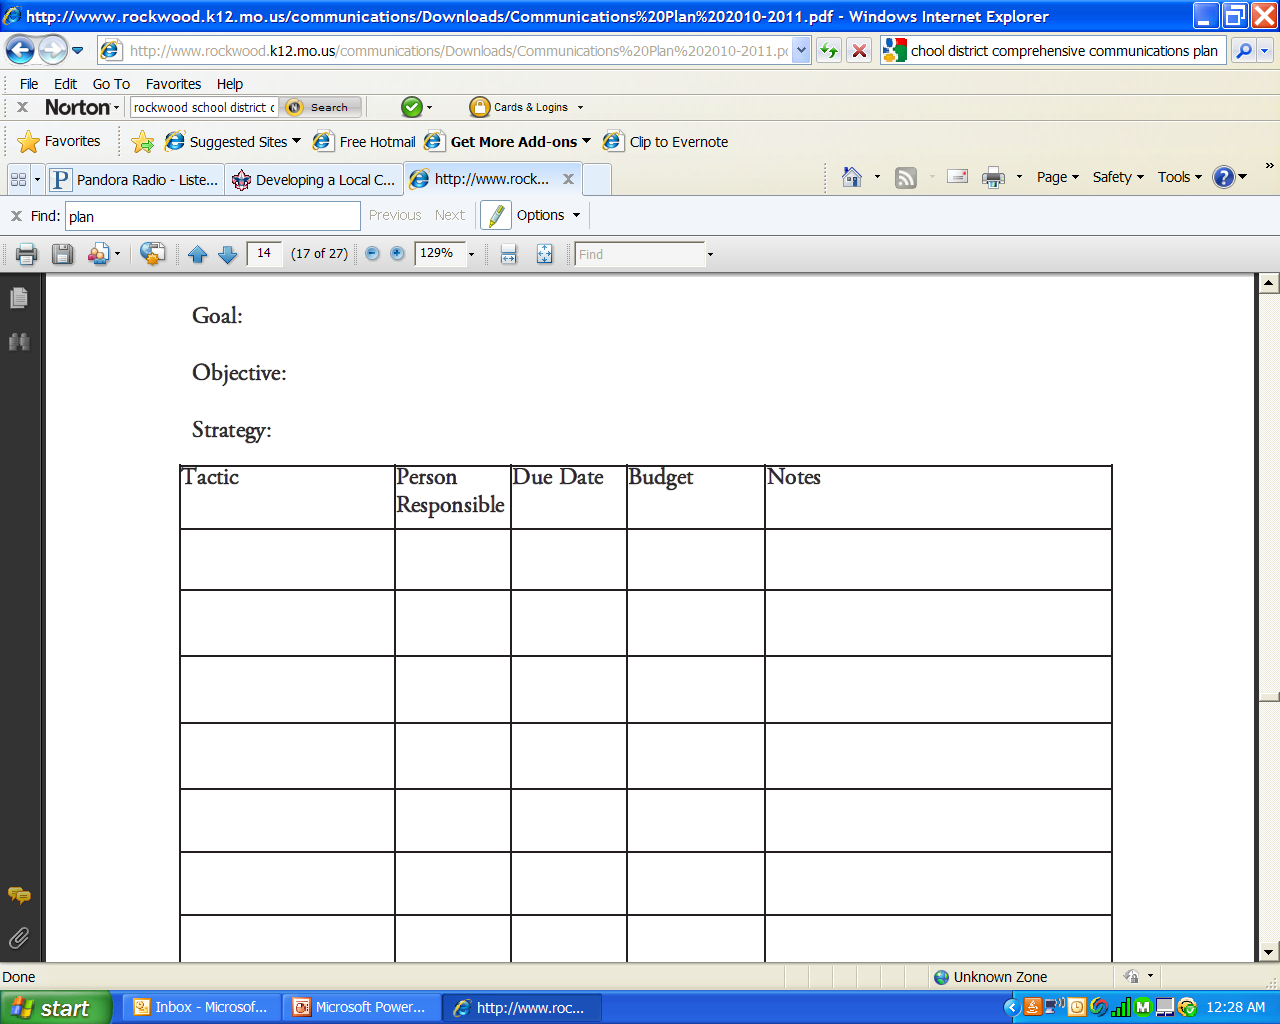 http://www.rockwood.k12.mo.us/communications/Downloads/Communications%20Plan%202010-2011.pdf - Windows Internet Explorer
http://www.rockwood.k12.mo.us/communications/Downloads/Communications%20Plan%202010-2011.po
chool district comprehensive communications plan
File Edit Go To Favorites Help
Norton rockwood school district c Search Cards & Logins
Favorites Suggested Sites Free Hotmail Get More Add-ons Clip to Evernote
Pandora Radio - Liste... Developing a Local C... http://www.rock... Page Safety Tools
Find: plan Previous Next Options
14 (17 of 27) 129% Find
Goal:
Objective:
Strategy:
Tactic Person Responsible Due Date Budget Notes
Done Unknown Zone
start Inbox - Microsof... Microsoft Power... http://www.roc... 12:28 AM